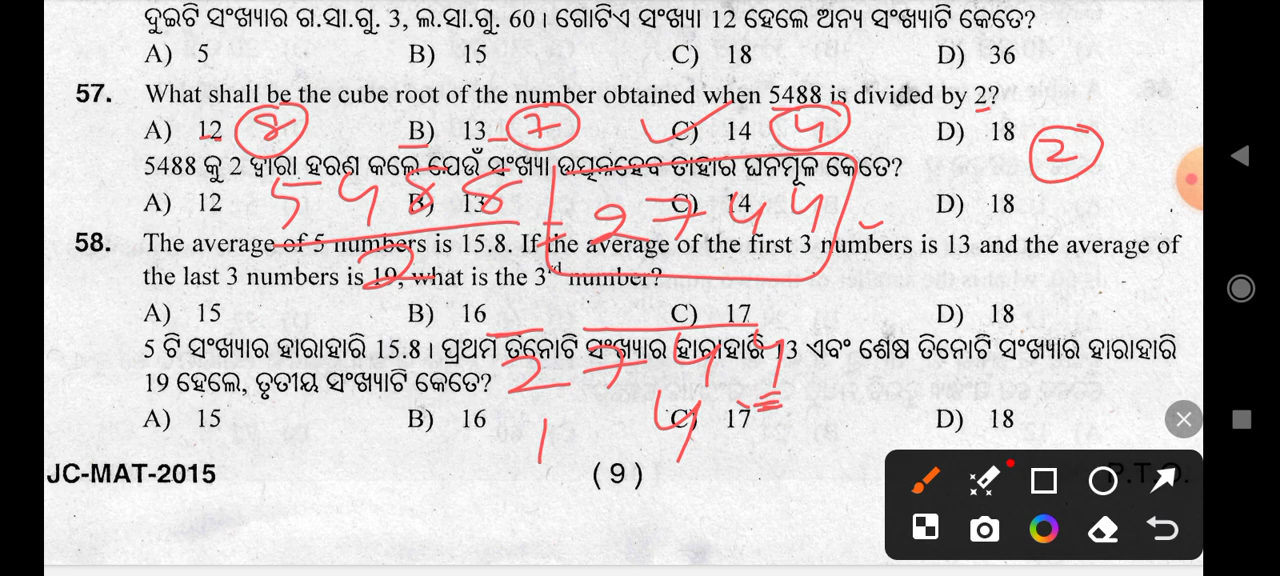 ଦୁଇଟି ସଂଖ୍ୟାର ଗ.ସା.ଗୁ. 3, ଲ.ସା.ଗୁ. 60 । ଗୋଟିଏ ସଂଖ୍ୟା 12 ହେଲେ ଅନ୍ୟ ସଂଖ୍ୟାଟି କେତେ?
A) 5 B) 15 C) 18 D) 36
57. What shall be the cube root of the number obtained when 5488 is divided by 2?
A) 12 8 B) 13 7 C) 14 4 D) 18 2
5488 କୁ 2 ଦ୍ୱାରା ହରଣ କଲେ ଯେଉଁ ସଂଖ୍ୟା ଉତ୍ପନ୍ନହେବ ତାହାର ଘନମୂଳ କେତେ?
A) 12 B) 13 C) 14 D) 18
5488 = 2744
58. The average of 5 numbers is 15.8. If the average of the first 3 numbers is 13 and the average of
2
the last 3 numbers is 19, what is the 3rd number?
A) 15 B) 16 C) 17 D) 18
5 ଟି ସଂଖ୍ୟାର ହାରାହାରି 15.8 । ପ୍ରଥମ ତିନୋଟି ସଂଖ୍ୟାର ହାରାହାରି 13 ଏବଂ ଶେଷ ତିନୋଟି ସଂଖ୍ୟାର ହାରାହାରି
2744
19 ହେଲେ, ତୃତୀୟ ସଂଖ୍ୟାଟି କେତେ?
A) 15 B) 16 C) 17 D) 18
1 4
JC-MAT-2015 ( 9 ) P.T.O.